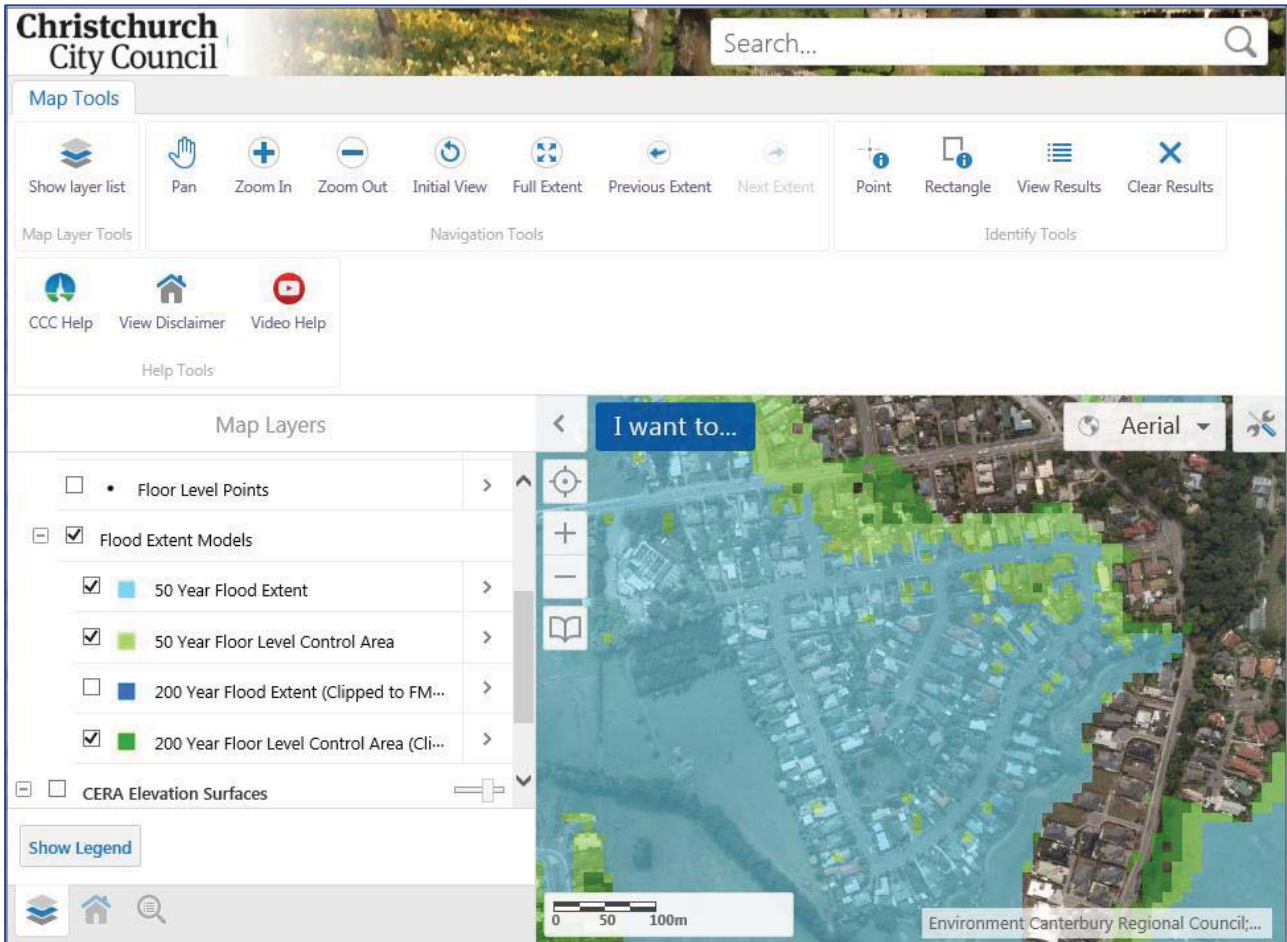 Christchurch
City Council
Search...
Map Tools
Show layer list
Pan
Zoom In
Zoom Out
Initial View
Full Extent
Previous Extent
Next Extent
Point
Rectangle
View Results
Clear Results
Map Layer Tools
Navigation Tools
Identify Tools
CCC Help
View Disclaimer
Video Help
Help Tools
Map Layers
I want to...
Aerial
Floor Level Points
Flood Extent Models
50 Year Flood Extent
50 Year Floor Level Control Area
200 Year Flood Extent (Clipped to FM...
200 Year Floor Level Control Area (Cli...
CERA Elevation Surfaces
Show Legend
0 50 100m
Environment Canterbury Regional Council;...